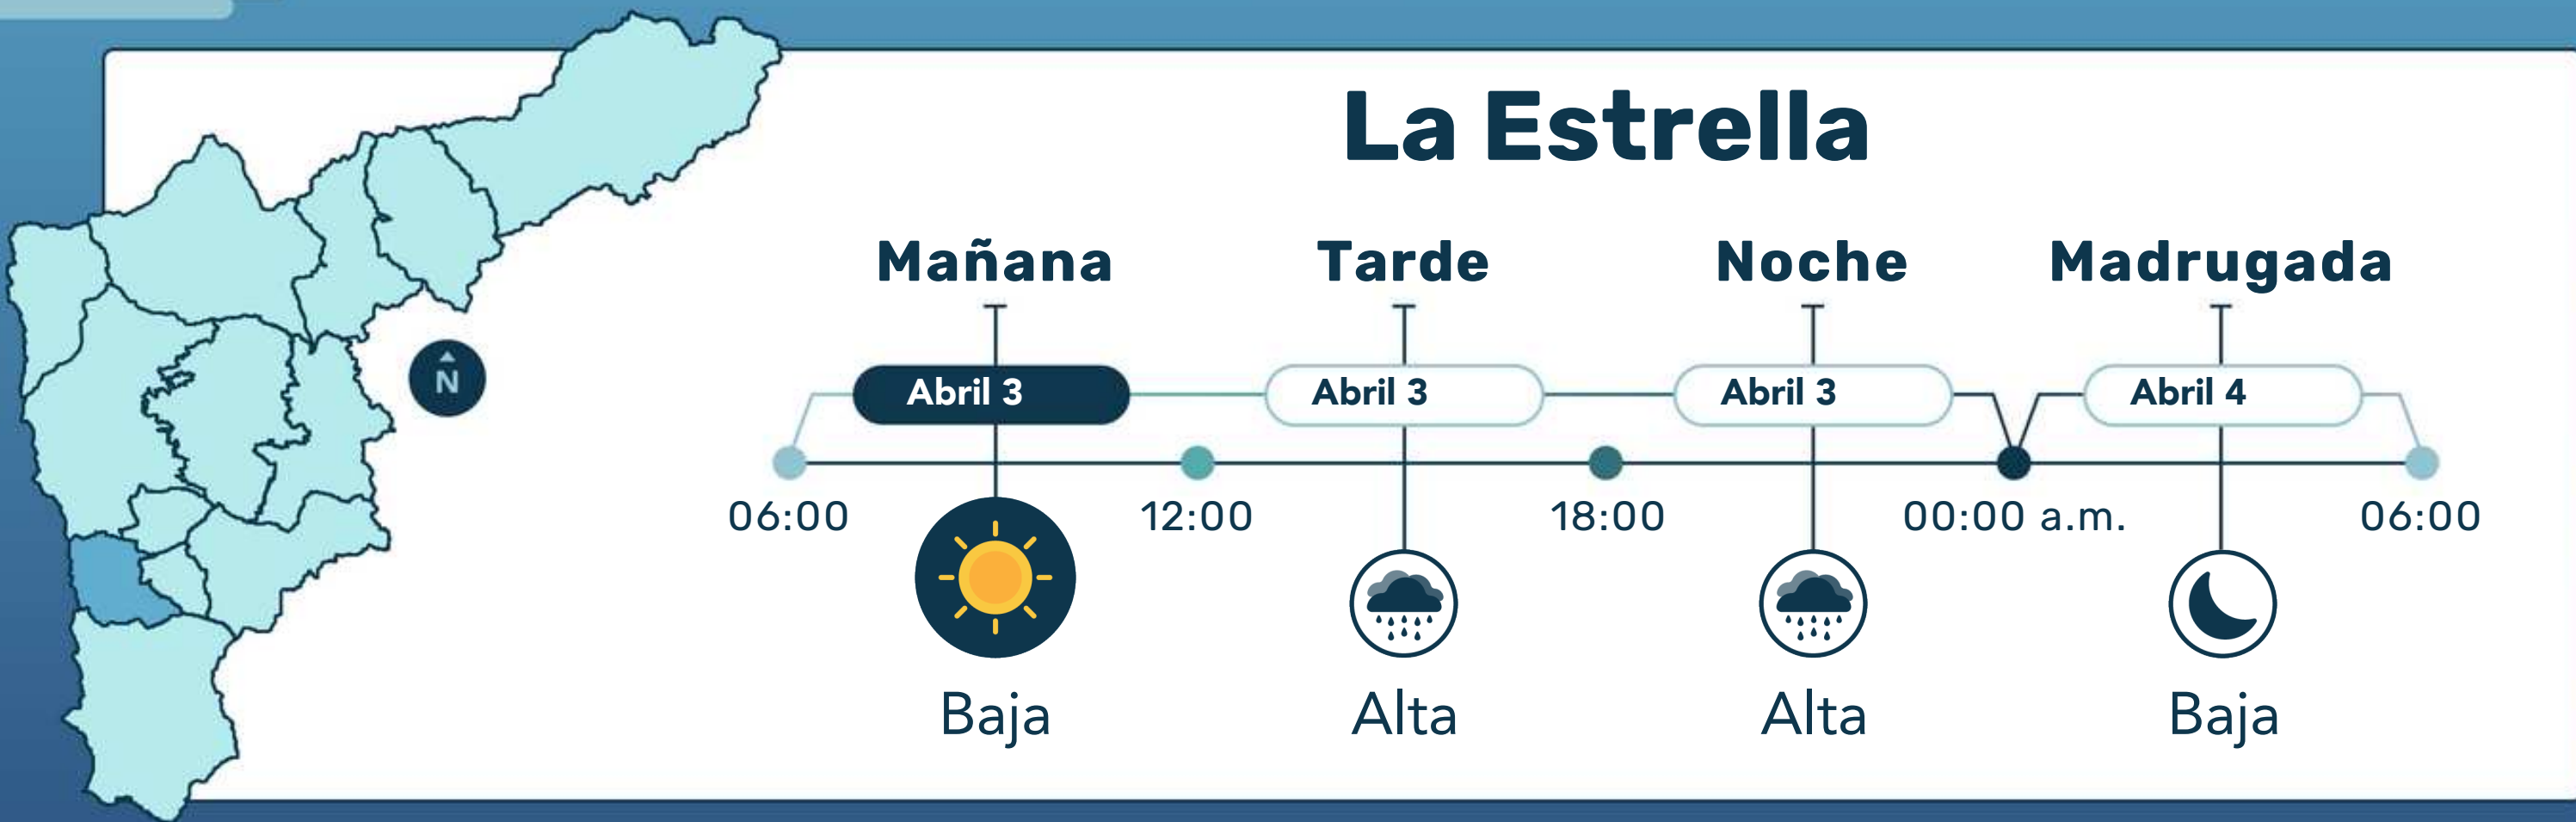 La Estrella
Mañana Tarde Noche Madrugada
N
Abril 3 Abril 3 Abril 3 Abril 4
06:00 12:00 18:00 00:00 a.m. 06:00
Baja Alta Alta Baja